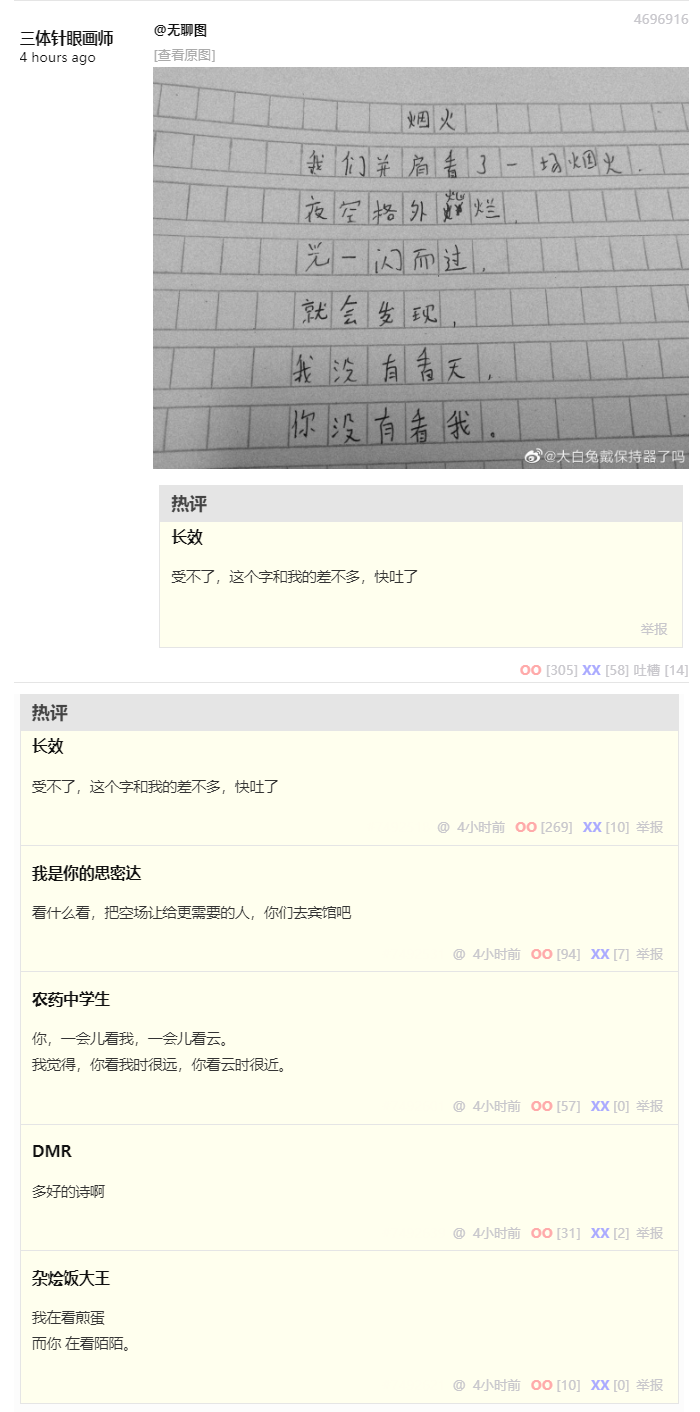 4696916
三体针眼画师
4 hours ago
@无聊图
[查看原图]
烟火
我们并肩看了一场烟火.
夜空格外 烂.
光一闪而过.
就会发现,
我没有看天,
你没有看我。
@大白兔戴保持器了吗
热评
长效
受不了，这个字和我的差不多，快吐了
举报
OO [305] XX [58] 吐槽 [14]
热评
长效
受不了，这个字和我的差不多，快吐了
@ 4小时前 OO [269] XX [10] 举报
我是你的思密达
看什么看，把空场让给更需要的人，你们去宾馆吧
@ 4小时前 OO [94] XX [7] 举报
农药中学生
你，一会儿看我，一会儿看云。
我觉得，你看我时很远，你看云时很近。
@ 4小时前 OO [57] XX [0] 举报
DMR
多好的诗啊
@ 4小时前 OO [31] XX [2] 举报
杂烩饭大王
我在看煎蛋
而你 在看陌陌。
@ 4小时前 OO [10] XX [0] 举报